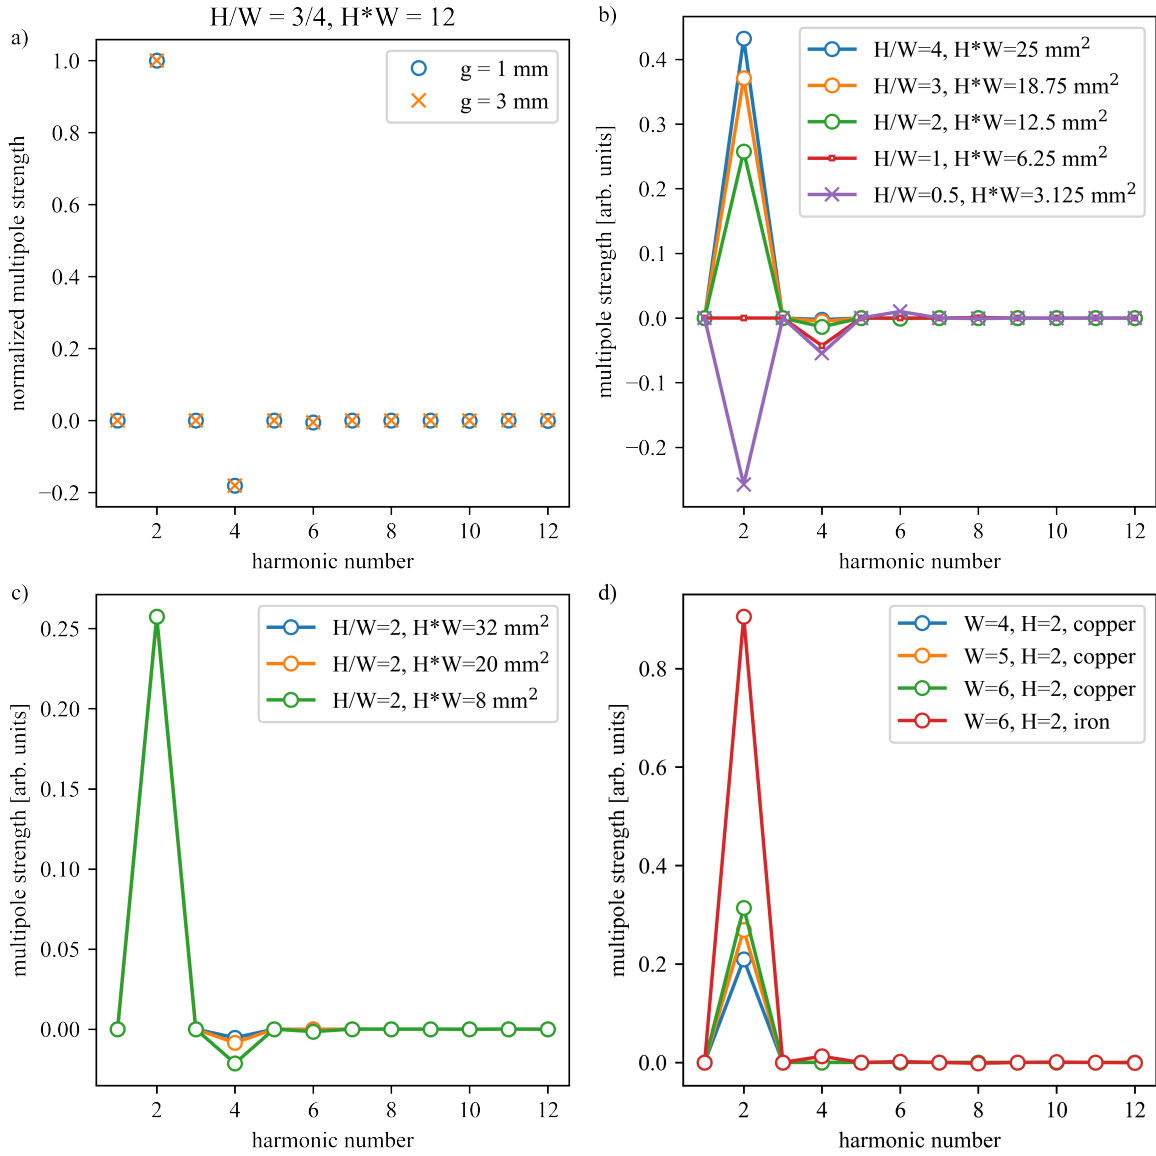 H/W = 3/4, H*W = 12
a)
1.0
0.8
0.6
0.4
0.2
0.0
−0.2
2
4
6
8
10
12
harmonic number
normalized multipole strength
g = 1 mm
g = 3 mm
b)
0.4
0.3
0.2
0.1
0.0
−0.1
−0.2
2
4
6
8
10
12
harmonic number
multipole strength [arb. units]
H/W=4, H*W=25 mm²
H/W=3, H*W=18.75 mm²
H/W=2, H*W=12.5 mm²
H/W=1, H*W=6.25 mm²
H/W=0.5, H*W=3.125 mm²
c)
0.25
0.20
0.15
0.10
0.05
0.00
2
4
6
8
10
12
harmonic number
multipole strength [arb. units]
H/W=2, H*W=32 mm²
H/W=2, H*W=20 mm²
H/W=2, H*W=8 mm²
d)
0.8
0.6
0.4
0.2
0.0
2
4
6
8
10
12
harmonic number
multipole strength [arb. units]
W=4, H=2, copper
W=5, H=2, copper
W=6, H=2, copper
W=6, H=2, iron